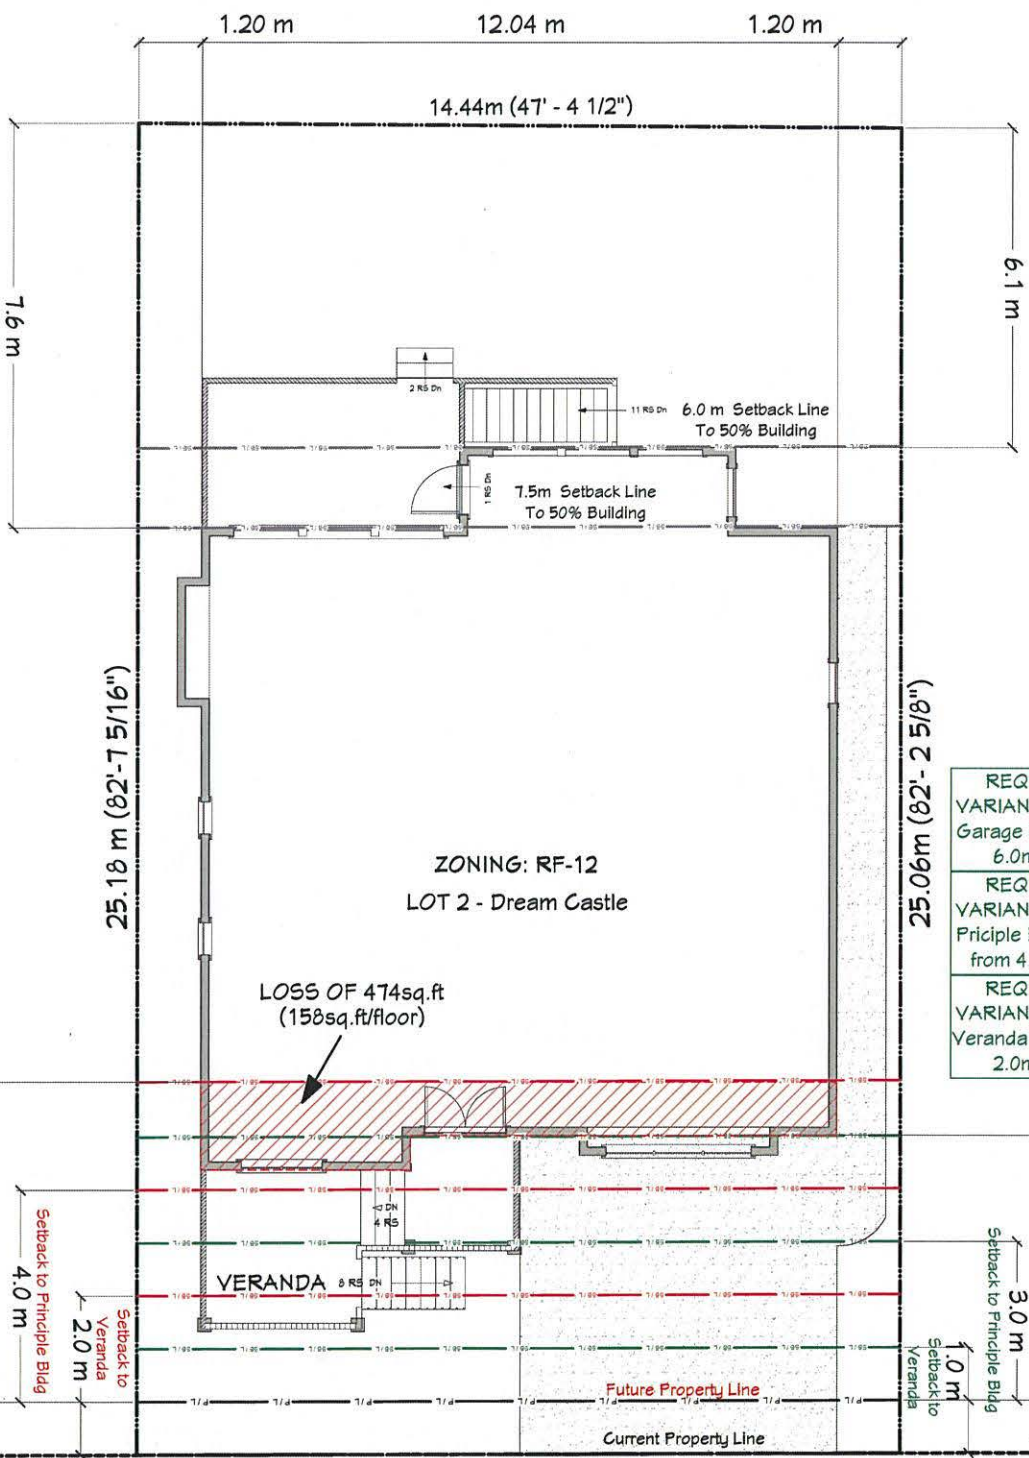 1.20 m
12.04 m
1.20 m
14.44m (47' - 4 1/2")
7.6 m
6.1 m
2 RS Dn
11 RS Dn
6.0 m Setback Line
To 50% Building
1 RS Dn
7.5m Setback Line
To 50% Building
25.18 m (82'-7 5/16")
25.06m (82'- 2 5/8")
REQ
VARIAN
Garage
6.0m
REQ
VARIAN
Priciple
from 4
REQ
VARIAN
Veranda
2.0m
ZONING: RF-12
LOT 2 - Dream Castle
LOSS OF 474sq.ft
(158sq.ft/floor)
DN
4 RS
VERANDA
8 RS DN
Setback to Principle Bldg
4.0 m
Setback to
Veranda
2.0 m
Setback to Principle Bldg
3.0 m
1.0 m
Setback to
Veranda
Future Property Line
Current Property Line